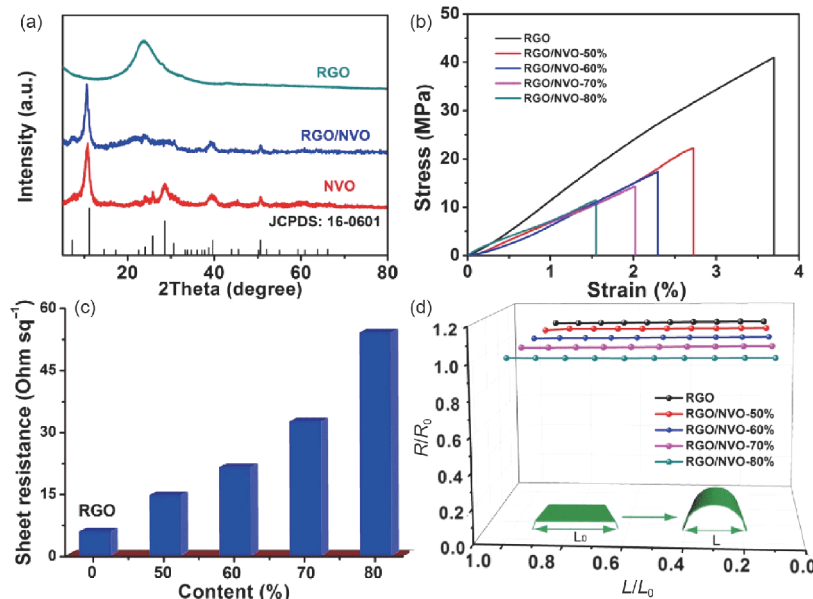 (a)
Intensity (a.u.)
RGO
RGO/NVO
NVO
JCPDS: 16-0601
20
40
60
80
2Theta (degree)
(b)
Stress (MPa)
50
40
30
20
10
0
RGO
RGO/NVO-50%
RGO/NVO-60%
RGO/NVO-70%
RGO/NVO-80%
0
1
2
3
4
Strain (%)
(c)
Sheet resistance (Ohm sq⁻¹)
60
45
30
15
0
RGO
0
50
60
70
80
Content (%)
(d)
R/R₀
1.2
1.0
0.8
0.6
0.4
0.2
0.0
RGO
RGO/NVO-50%
RGO/NVO-60%
RGO/NVO-70%
RGO/NVO-80%
L₀
L
1.0
0.8
0.6
0.4
0.2
0.0
L/L₀